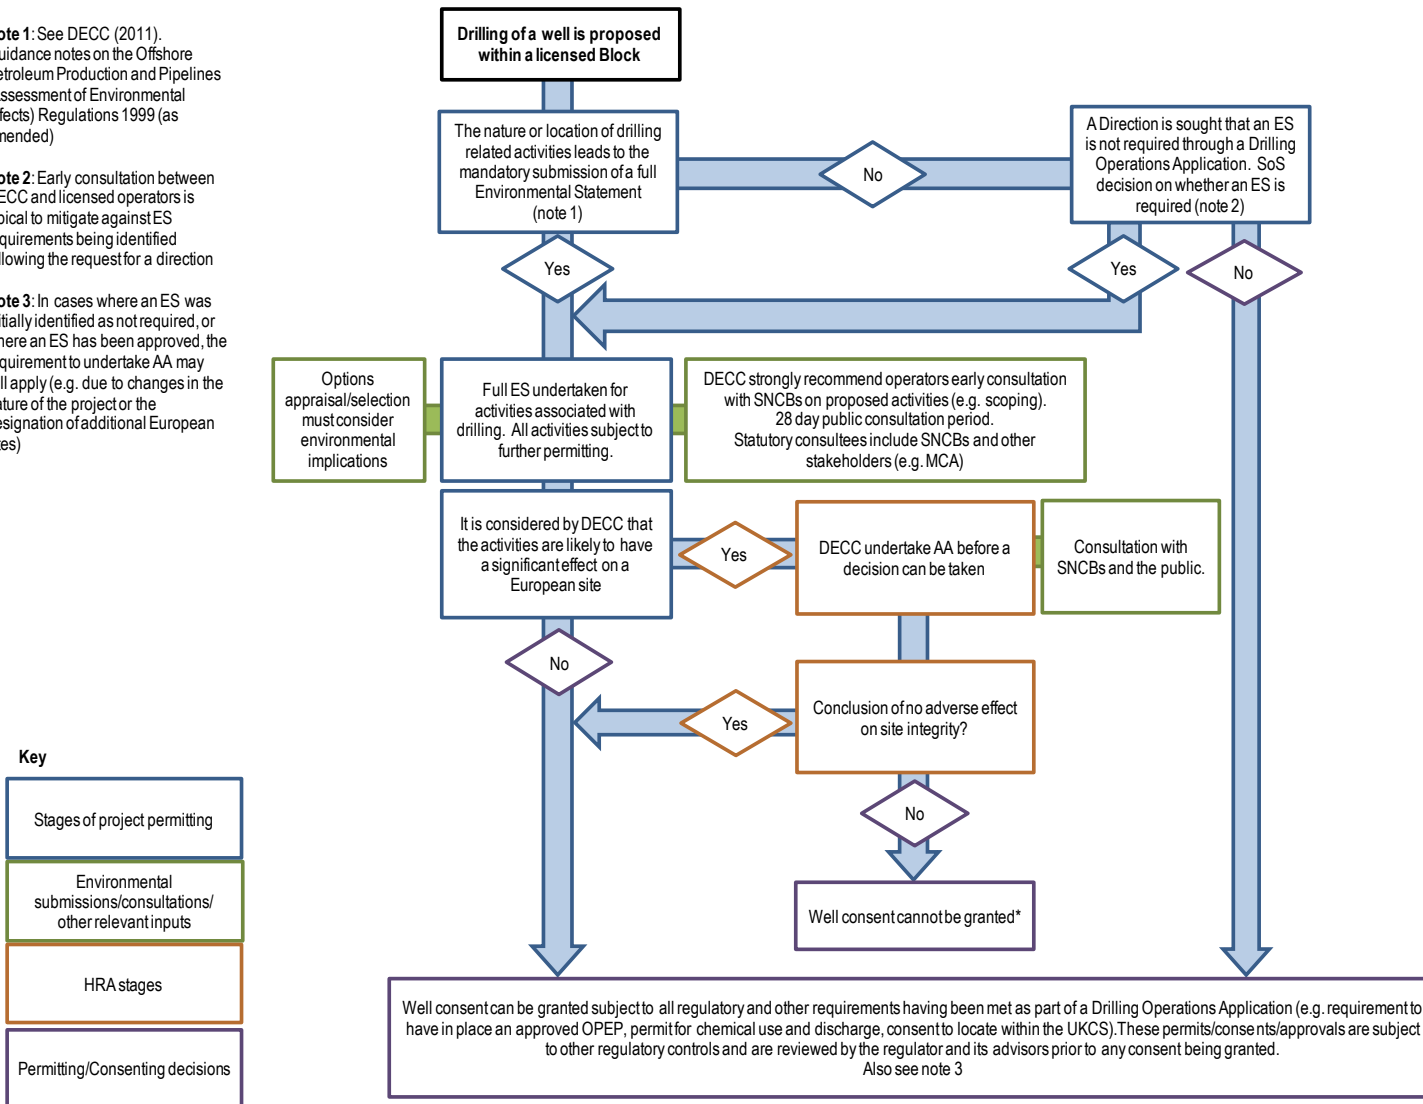 ote 1: See DECC (2011).
uidance notes on the Offshore
etroleum Production and Pipelines
ssessment of Environmental
ffects) Regulations 1999 (as
mended)
ote 2: Early consultation between
ECC and licensed operators is
pical to mitigate against ES
quirements being identified
llowing the request for a direction
ote 3: In cases where an ES was
itially identified as not required, or
here an ES has been approved, the
quirement to undertake AA may
ll apply (e.g. due to changes in the
ature of the project or the
esignation of additional European
tes)
Drilling of a well is proposed
within a licensed Block
The nature or location of drilling
related activities leads to the
mandatory submission of a full
Environmental Statement
(note 1)
No
A Direction is sought that an ES
is not required through a Drilling
Operations Application. SoS
decision on whether an ES is
required (note 2)
Yes
Yes
No
Options
appraisal/selection
must consider
environmental
implications
Full ES undertaken for
activities associated with
drilling. All activities subject to
further permitting.
DECC strongly recommend operators early consultation
with SNCBs on proposed activities (e.g. scoping).
28 day public consultation period.
Statutory consultees include SNCBs and other
stakeholders (e.g. MCA)
It is considered by DECC that
the activities are likely to have
a significant effect on a
European site
Yes
DECC undertake AA before a
decision can be taken
Consultation with
SNCBs and the public.
No
Yes
Conclusion of no adverse effect
on site integrity?
No
Well consent cannot be granted*
Well consent can be granted subject to all regulatory and other requirements having been met as part of a Drilling Operations Application (e.g. requirement to
have in place an approved OPEP, permit for chemical use and discharge, consent to locate within the UKCS).These permits/consents/approvals are subject
to other regulatory controls and are reviewed by the regulator and its advisors prior to any consent being granted.
Also see note 3
Key
Stages of project permitting
Environmental
submissions/consultations/
other relevant inputs
HRA stages
Permitting/Consenting decisions